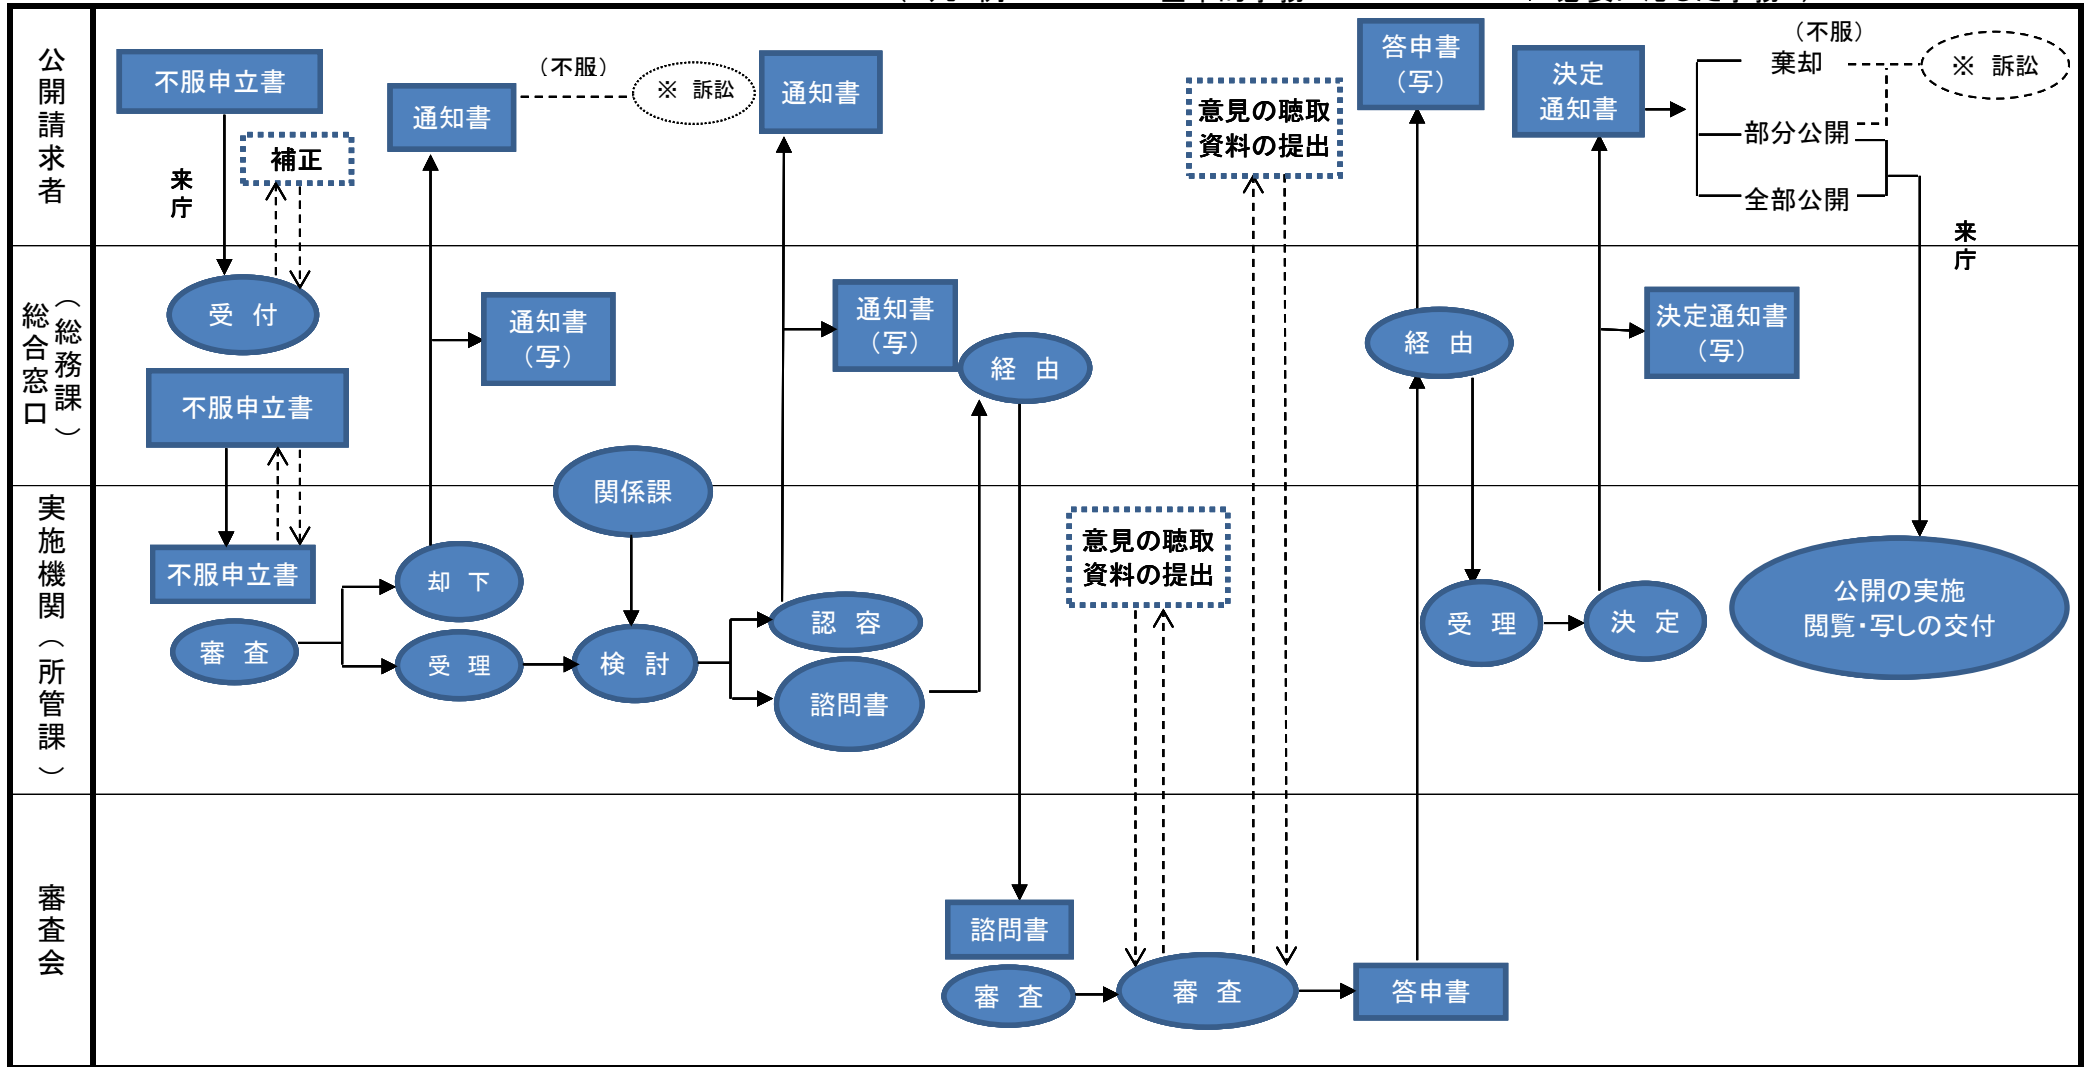 公開請求者
不服申立書
来庁
補正
通知書
（不服）
※ 訴訟
通知書
意見の聴取
資料の提出
答申書
（写）
決定
通知書
（不服）
棄却
部分公開
全部公開
※ 訴訟
来庁
総合窓口
（総務課）
受 付
不服申立書
通知書
（写）
通知書
（写）
経 由
経 由
決定通知書
（写）
実施機関（所管課）
不服申立書
審 査
却 下
受 理
関係課
検 討
認 容
諮問書
意見の聴取
資料の提出
受 理
決 定
公開の実施
閲覧・写しの交付
審査会
諮問書
審 査
審 査
答申書